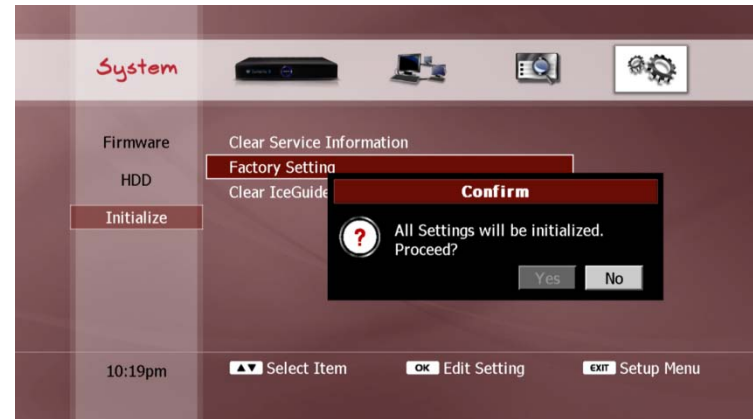 System
Firmware
HDD
Initialize
Clear Service Information
Factory Setting
Clear IceGuide
Confirm
?
All Settings will be initialized.
Proceed?
Yes No
10:19pm
▲▼ Select Item OK Edit Setting EXIT Setup Menu